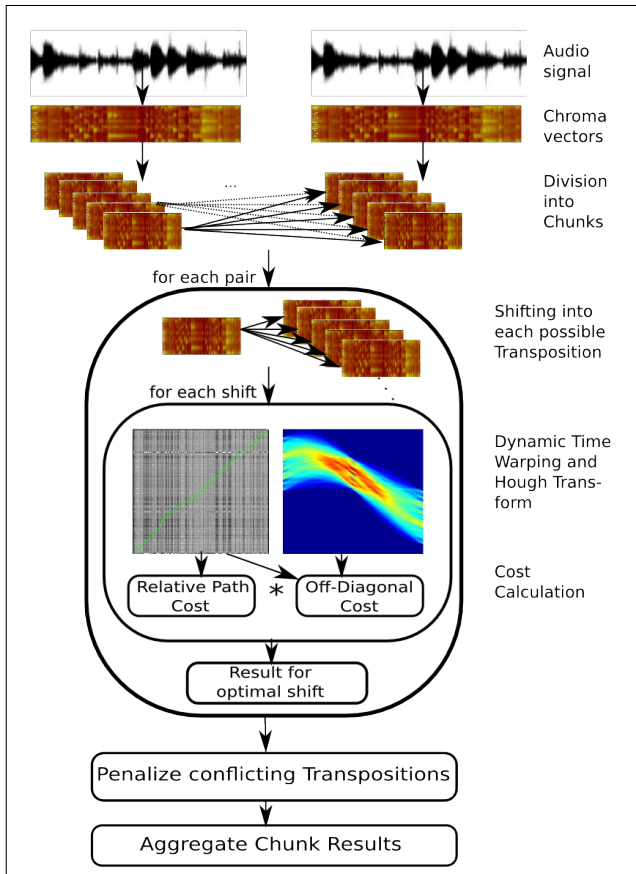 Audio
signal
Chroma
vectors
...
Division
into
Chunks
for each pair
Shifting into
each possible
Transposition
. . .
for each shift
Dynamic Time
Warping and
Hough Trans-
form
Relative Path
Cost
*
Off-Diagonal
Cost
Cost
Calculation
Result for
optimal shift
Penalize conflicting Transpositions
Aggregate Chunk Results